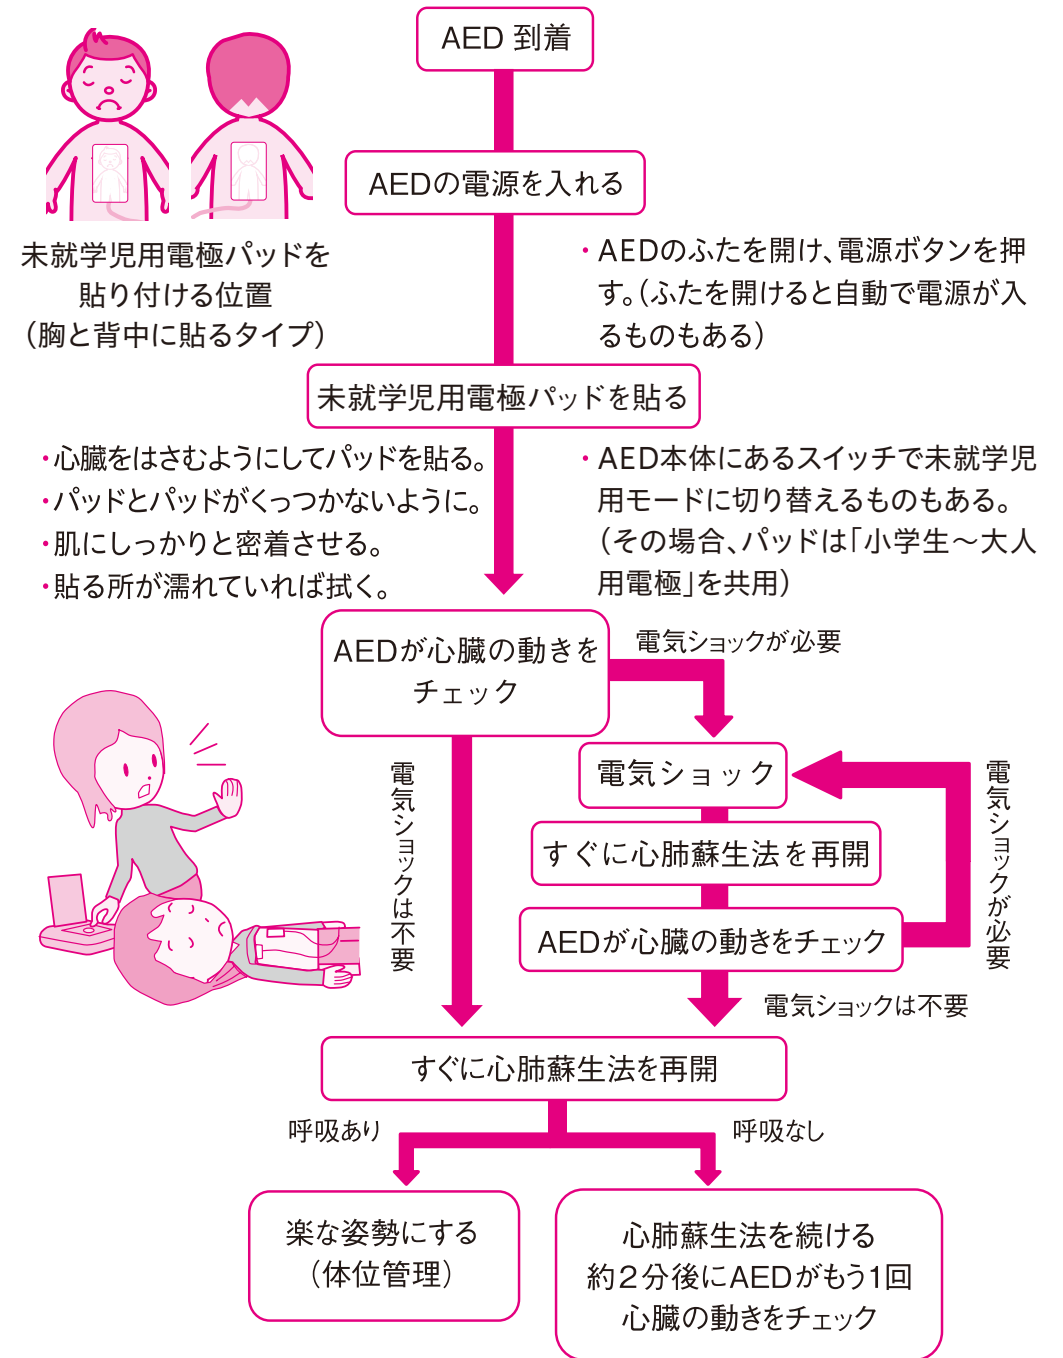 AED 到着
AEDの電源を入れる
未就学児用電極パッドを
貼り付ける位置
（胸と背中に貼るタイプ）
・AEDのふたを開け、電源ボタンを押
す。（ふたを開けると自動で電源が入
るものもある）
未就学児用電極パッドを貼る
・心臓をはさむようにしてパッドを貼る。
・パッドとパッドがくっつかないように。
・肌にしっかりと密着させる。
・貼る所が濡れていれば拭く。
・AED本体にあるスイッチで未就学児
用モードに切り替えるものもある。
（その場合、パッドは「小学生～大人
用電極」を共用）
AEDが心臓の動きを
チェック
電気ショックが必要
電気ショックは不要
電気ショック
すぐに心肺蘇生法を再開
AEDが心臓の動きをチェック
電気ショックが必要
電気ショックは不要
すぐに心肺蘇生法を再開
呼吸あり
呼吸なし
楽な姿勢にする
（体位管理）
心肺蘇生法を続ける
約２分後にAEDがもう1回
心臓の動きをチェック